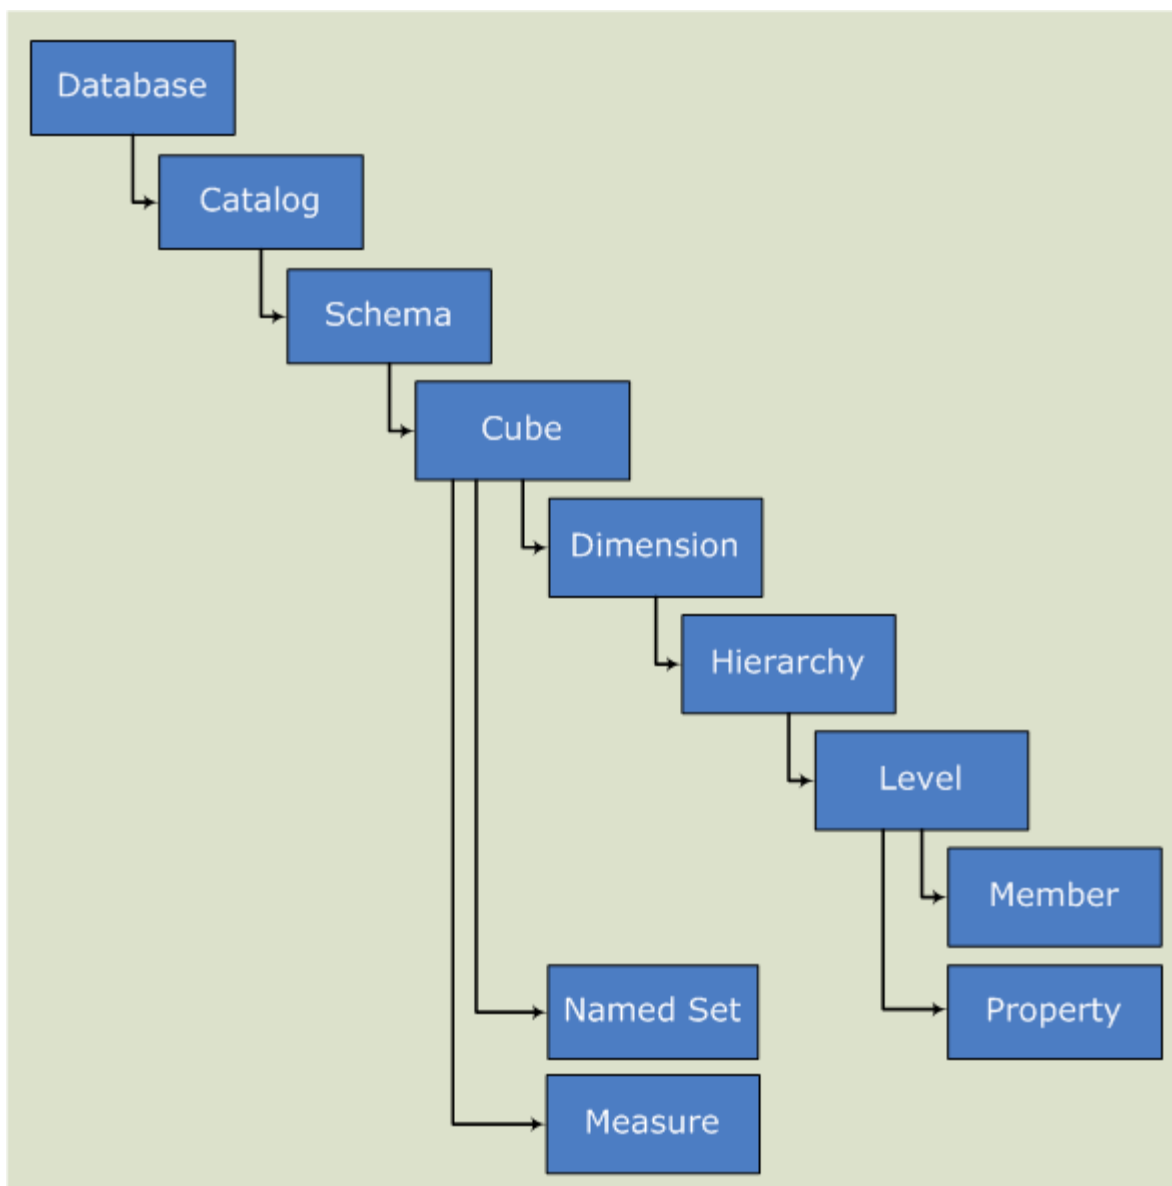 Database
Catalog
Schema
Cube
Dimension
Hierarchy
Level
Member
Named Set
Property
Measure